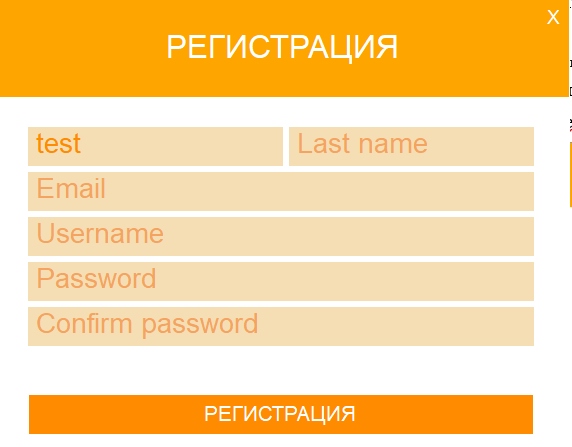 X
РЕГИСТРАЦИЯ
test Last name
Email
Username
Password
Confirm password
РЕГИСТРАЦИЯ